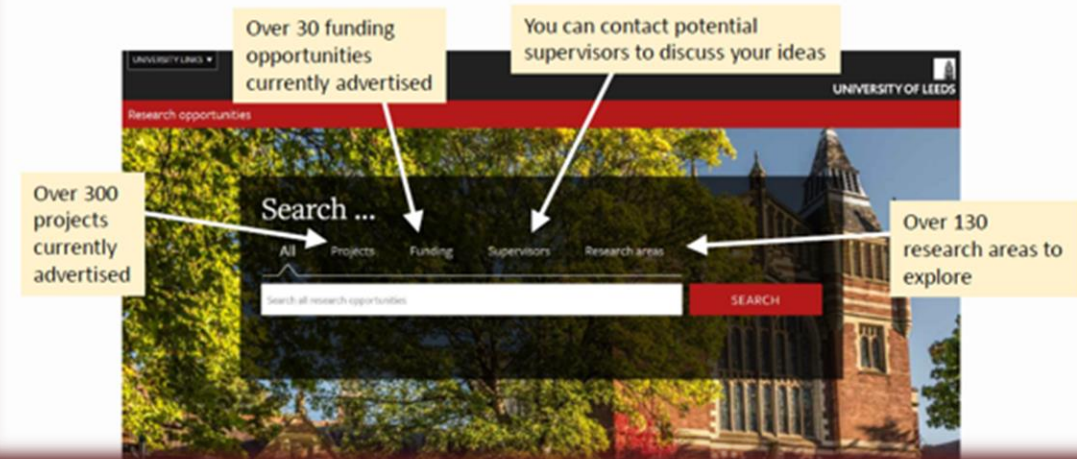 Over 30 funding
opportunities
currently advertised
You can contact potential
supervisors to discuss your ideas
UNIVERSITY LINKS ▼
UNIVERSITY OF LEEDS
Research opportunities
Over 300
projects
currently
advertised
Search ...
All Projects Funding Supervisors Research areas
Search all research opportunities
SEARCH
Over 130
research areas to
explore